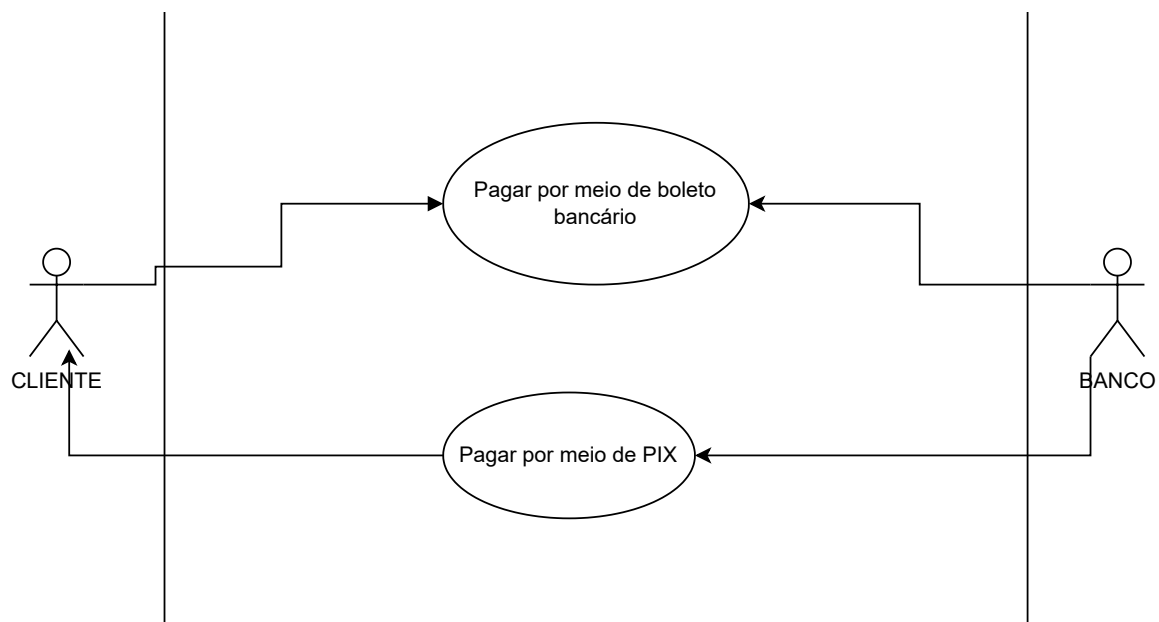 Pagar por meio de boleto
bancário
CLIENTE
BANCO
Pagar por meio de PIX